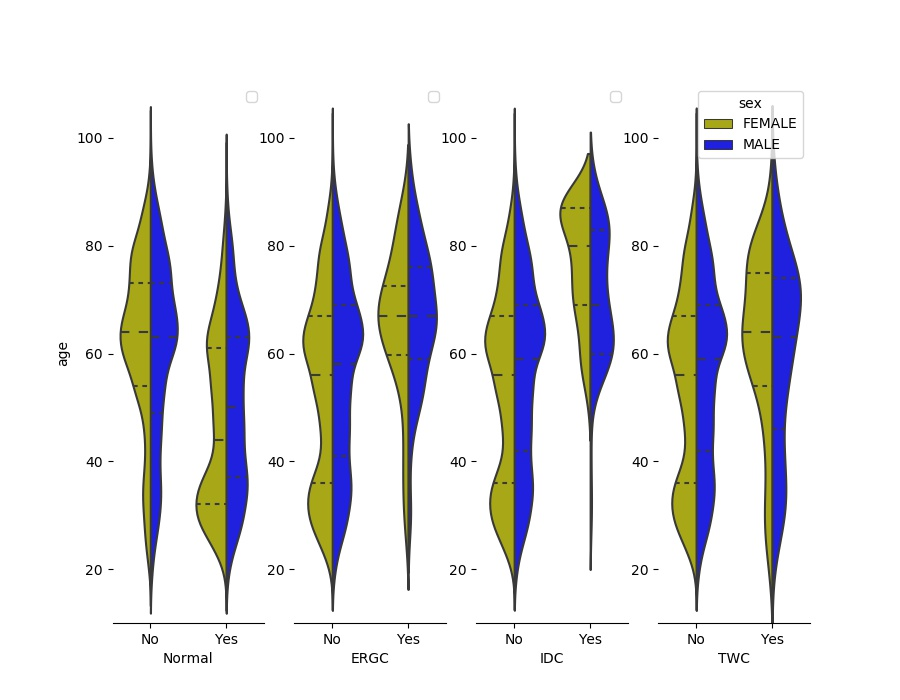 sex
FEMALE
MALE
100 100 100 100
80 80 80 80
age
60 60 60 60
40 40 40 40
20 20 20 20
No Yes No Yes No Yes No Yes
Normal ERGC IDC TWC